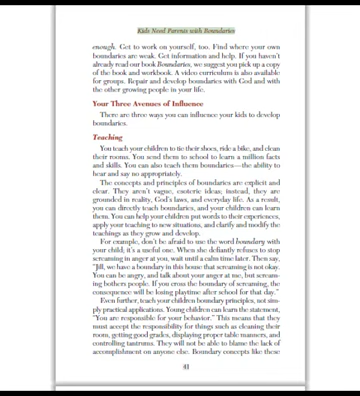 Kids Need Parents with Boundaries
enough. Get to work on yourself, too. Find where your own
boundaries are weak. Get information and help. If you haven't
already read our book Boundaries, we suggest you pick up a copy
of the book and workbook. A video curriculum is also available
for groups. Repair and develop boundaries with God and with
the other growing people in your life.
Your Three Avenues of Influence
There are three ways you can influence your kids to develop
boundaries.
Teaching
You teach your children to tie their shoes, ride a bike, and clean
their rooms. You send them to school to learn a million facts
and skills. You can also teach them boundaries—the ability to
hear and say no appropriately.
The concepts and principles of boundaries are explicit and
clear. They aren't vague, esoteric ideas; instead, they are
grounded in reality, God's laws, and everyday life. As a result,
you can directly teach boundaries, and your children can learn
them. You can help your children put words to their experiences,
apply your teaching to new situations, and clarify and modify the
teachings as they grow and develop.
For example, don't be afraid to use the word boundary with
your child; it's a useful one. When she defiantly refuses to stop
screaming in anger at you, wait until a calm time later. Then say,
"Jill, we have a boundary in this house that screaming is not okay.
You can be angry, and talk about your anger at me, but scream-
ing bothers people. If you cross the boundary of screaming, the
consequence will be losing playtime after school for that day."
Even further, teach your children boundary principles, not sim-
ply practical applications. Young children can learn the statement,
"You are responsible for your behavior." This means that they
must accept the responsibility for things such as cleaning their
room, getting good grades, displaying proper table manners, and
controlling tantrums. They will not be able to blame the lack of
accomplishment on anyone else. Boundary concepts like these
41